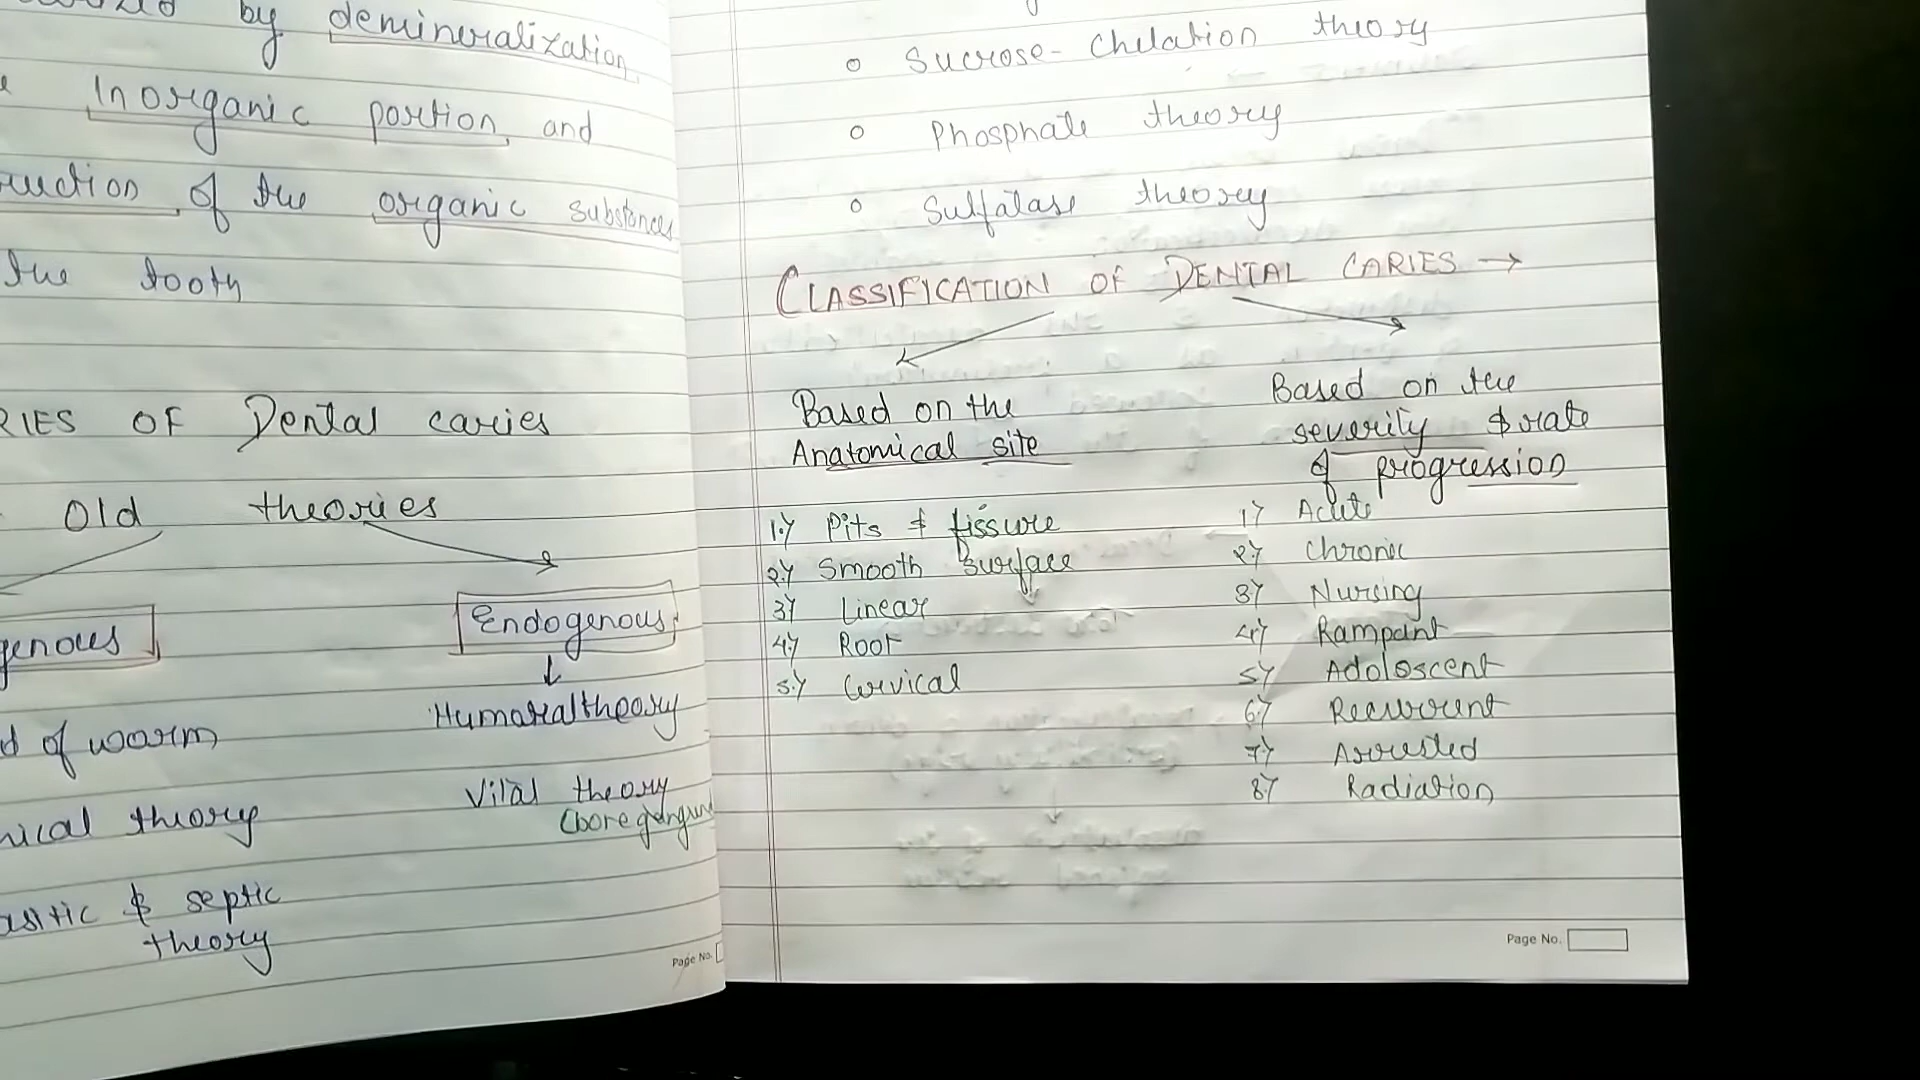 by demineralization
Inorganic portion, and
of the organic substances
the tooth
OF Dental caries
Old theories
Endogenous
Humaral theory
of warm
Vital theory
theory
& septic
theory
Page No.
Sucrose - Chelation theory
Phosphate theory
Sulfatase theory
CLASSIFICATION OF DENTAL CARIES →
Based on the
Anatomical site
1.) Pits & fissure
2.) Smooth Surface
3) Linear
4.) Root
5.) Cervical
Based on the
severity & rate
of progression
1) Acute
2) Chronic
3) Nursing
4) Rampant
5) Adoloscent
6) Recurrent
7) Arrested
8) Radiation
Page No.